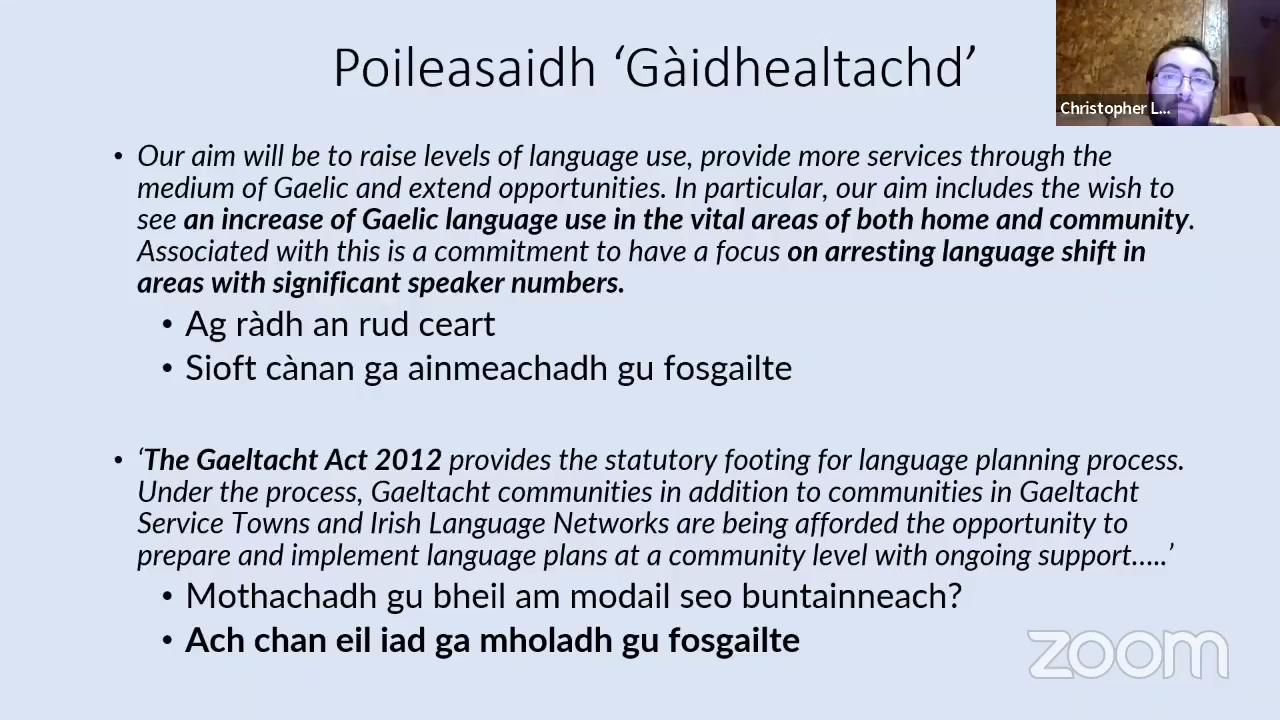 Poileasaidh ‘Gàidhealtachd’
Christopher L...
• Our aim will be to raise levels of language use, provide more services through the
medium of Gaelic and extend opportunities. In particular, our aim includes the wish to
see an increase of Gaelic language use in the vital areas of both home and community.
Associated with this is a commitment to have a focus on arresting language shift in
areas with significant speaker numbers.
• Ag ràdh an rud ceart
• Sioft cànan ga ainmeachadh gu fosgailte
• ‘The Gaeltacht Act 2012 provides the statutory footing for language planning process.
Under the process, Gaeltacht communities in addition to communities in Gaeltacht
Service Towns and Irish Language Networks are being afforded the opportunity to
prepare and implement language plans at a community level with ongoing support…..’
• Mothachadh gu bheil am modail seo buntainneach?
• Ach chan eil iad ga mholadh gu fosgailte
zoom